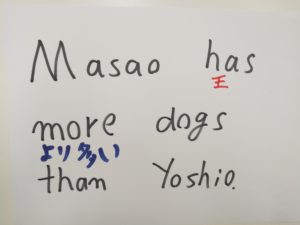 Masao has
王
more dogs
より多い
than Yoshio.